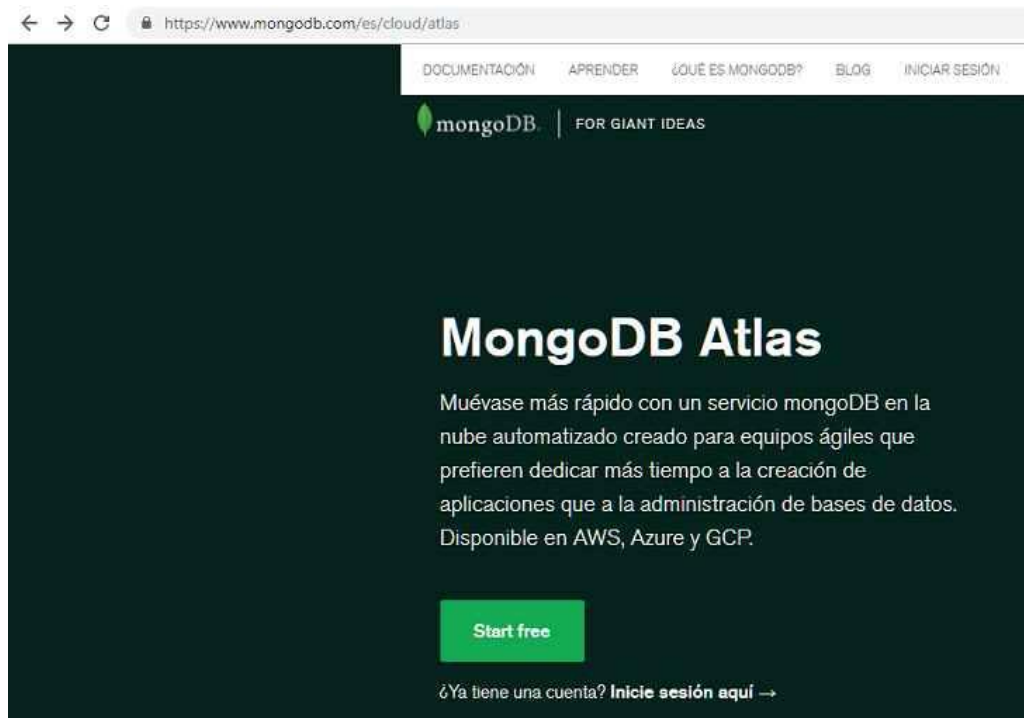 https://www.mongodb.com/es/cloud/atlas
DOCUMENTACIÓN APRENDER ¿QUÉ ES MONGODB? BLOG INICIAR SESIÓN
mongoDB. FOR GIANT IDEAS
MongoDB Atlas
Muévase más rápido con un servicio mongoDB en la
nube automatizado creado para equipos ágiles que
prefieren dedicar más tiempo a la creación de
aplicaciones que a la administración de bases de datos.
Disponible en AWS, Azure y GCP.
Start free
¿Ya tiene una cuenta? Inicie sesión aquí →